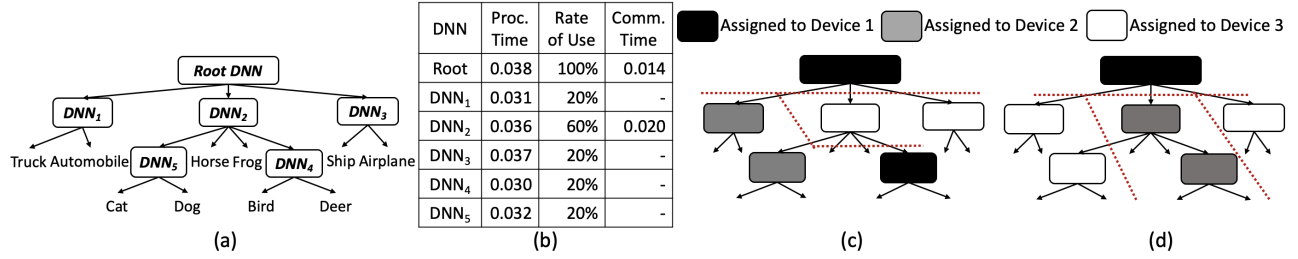 Root DNN
DNN1
DNN2
DNN3
Truck Automobile
DNN5
Horse Frog
DNN4
Ship Airplane
Cat
Dog
Bird
Deer
(a)
DNN
Proc. Time
Rate of Use
Comm. Time
Root 0.038 100% 0.014
DNN1 0.031 20% -
DNN2 0.036 60% 0.020
DNN3 0.037 20% -
DNN4 0.030 20% -
DNN5 0.032 20% -
(b)
Assigned to Device 1
Assigned to Device 2
Assigned to Device 3
(c)
(d)